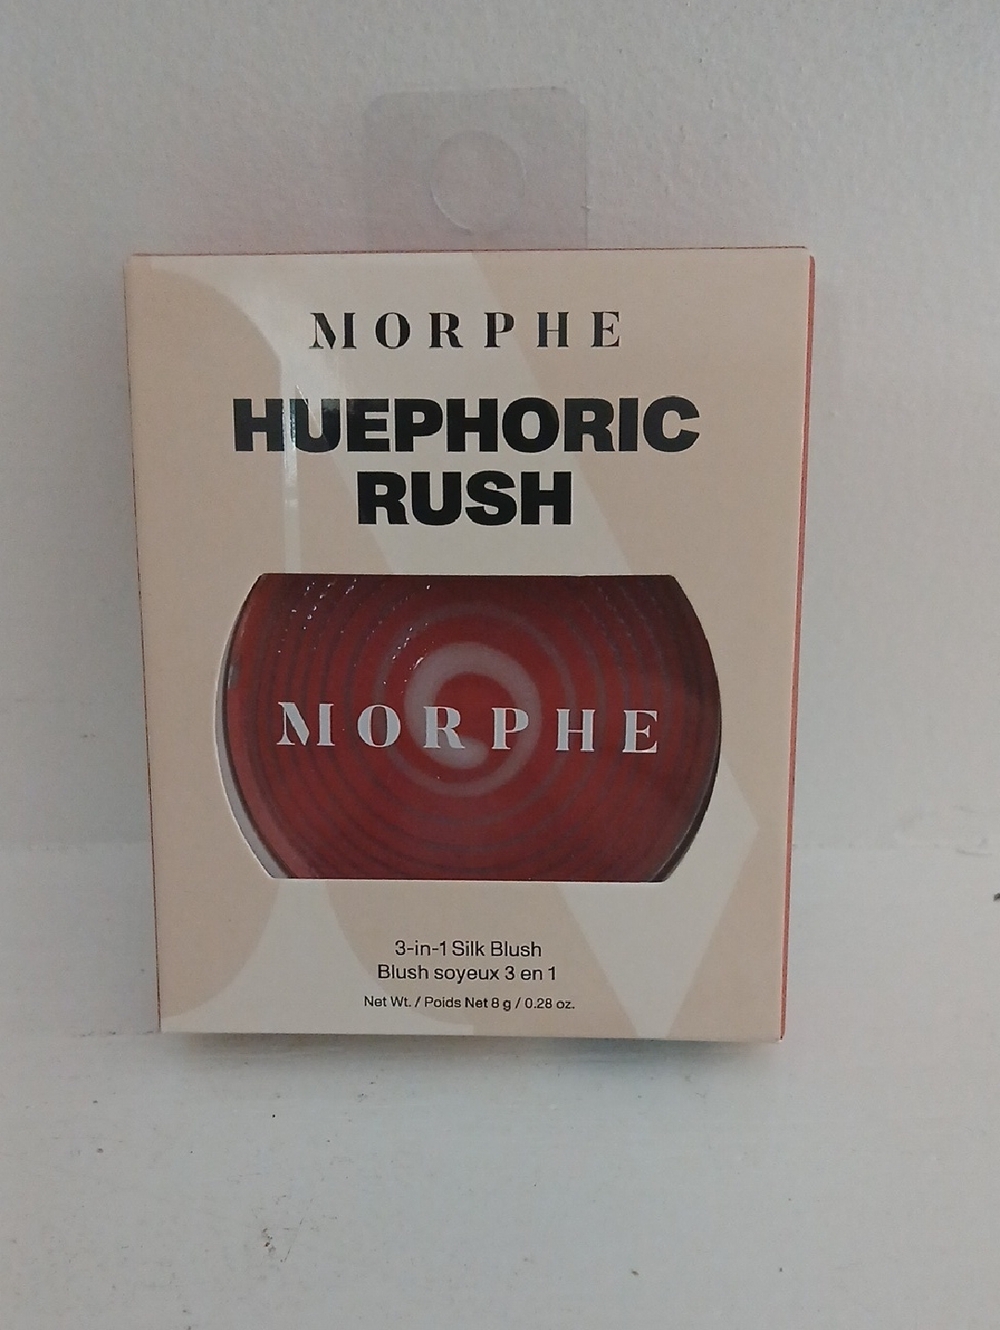 MORPHE
HUEPHORIC
RUSH
MORPHE
3-in-1 Silk Blush
Blush soyeux 3 en 1
Net Wt. / Poids Net 8 g / 0.28 oz.